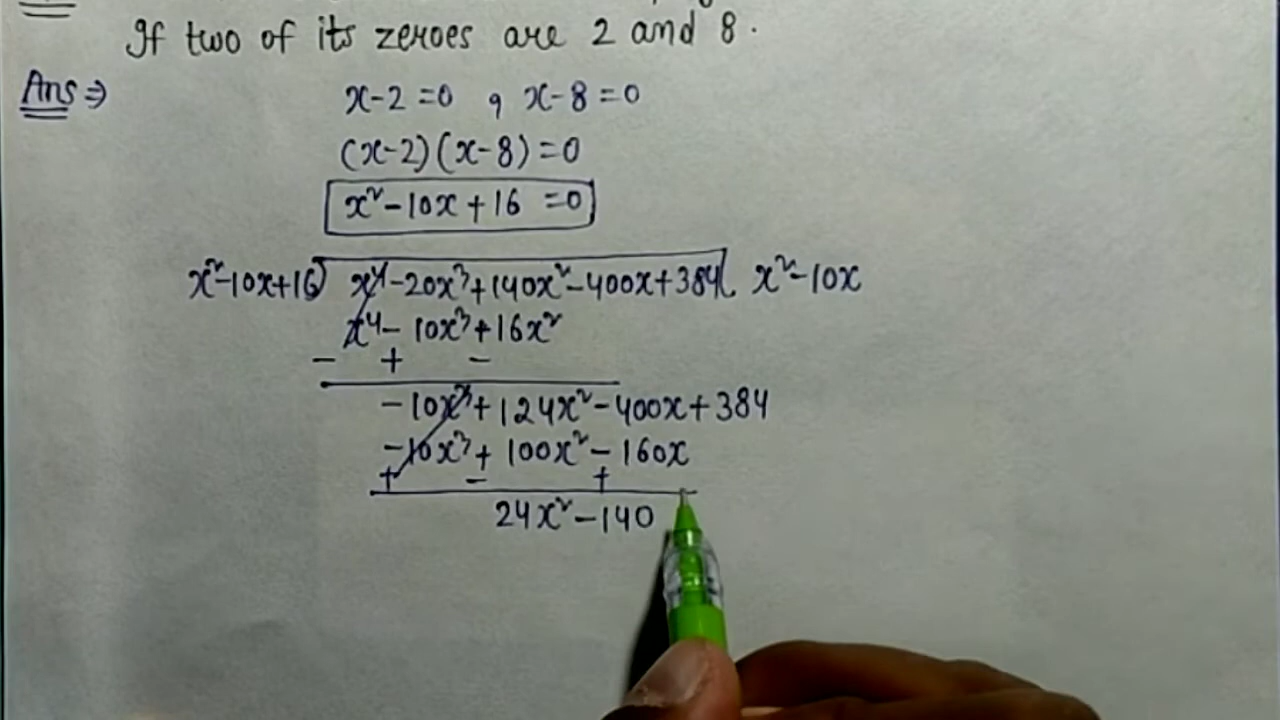 If two of its zeroes are 2 and 8.
Ans ⇒ x-2 =0 , x-8 =0
(x-2) (x-8) =0
x²-10x+16 =0
x²-10x+16) x⁴-20x³+140x²-400x+384( x²-10x
x⁴- 10x³+16x²
- + -
-10x³+124x²-400x+384
-10x³+ 100x²- 160x
+ - +
24x²-140